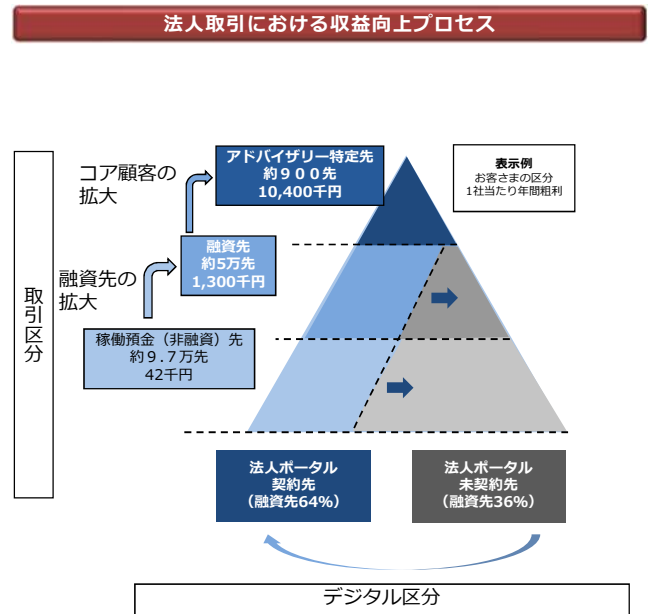 法人取引における収益向上プロセス
アドバイザリー特定先
約９００先
10,400千円
表示例
お客さまの区分
1社当たり年間粗利
コア顧客の
拡大
融資先
約5万先
1,300千円
融資先の
拡大
取引区分
稼働預金（非融資）先
約９.７万先
42千円
法人ポータル
契約先
（融資先64%）
法人ポータル
未契約先
（融資先36%）
デジタル区分